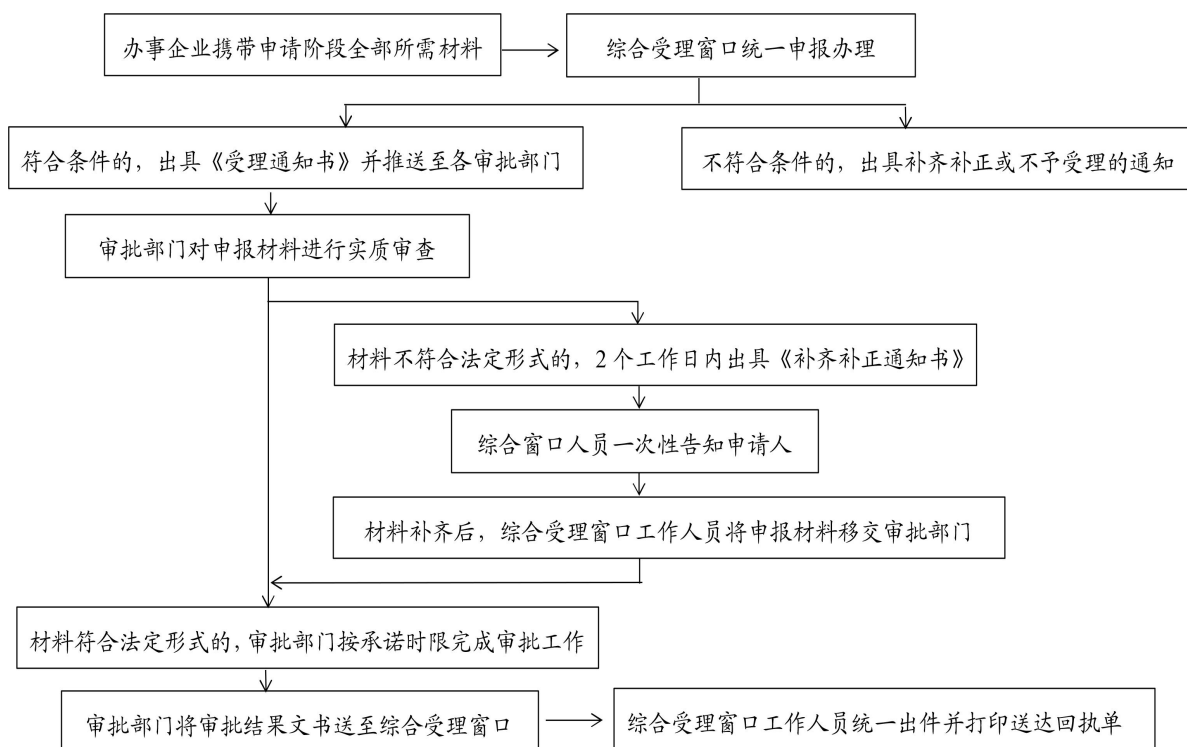 办事企业携带申请阶段全部所需材料
综合受理窗口统一申报办理
符合条件的，出具《受理通知书》并推送至各审批部门
不符合条件的，出具补齐补正或不予受理的通知
审批部门对申报材料进行实质审查
材料不符合法定形式的，2个工作日内出具《补齐补正通知书》
综合窗口人员一次性告知申请人
材料补齐后，综合受理窗口工作人员将申报材料移交审批部门
材料符合法定形式的，审批部门按承诺时限完成审批工作
审批部门将审批结果文书送至综合受理窗口
综合受理窗口工作人员统一出件并打印送达回执单